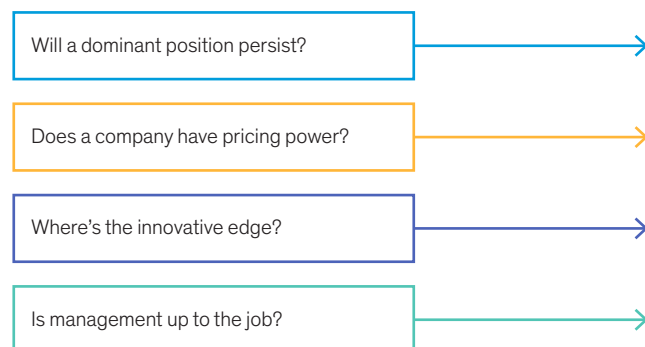 Will a dominant position persist?
Does a company have pricing power?
Where’s the innovative edge?
Is management up to the job?